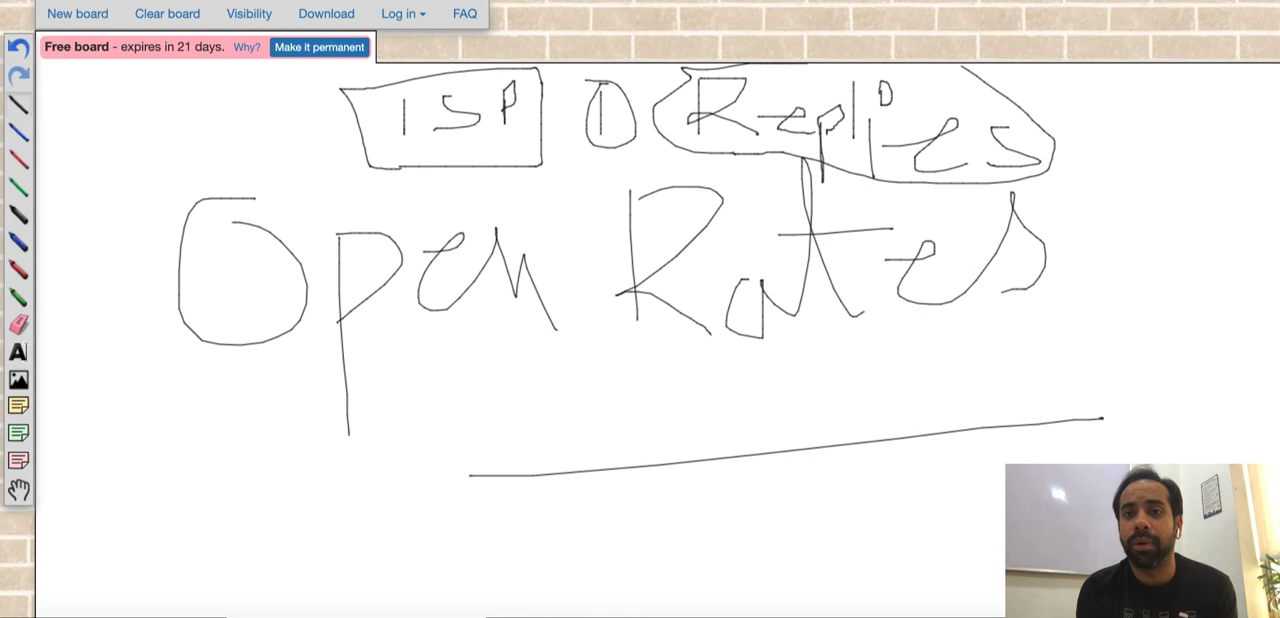 New board Clear board Visibility Download Log in FAQ
Free board - expires in 21 days. Why? Make it permanent
ISP 1 Replies
Open Rates
A